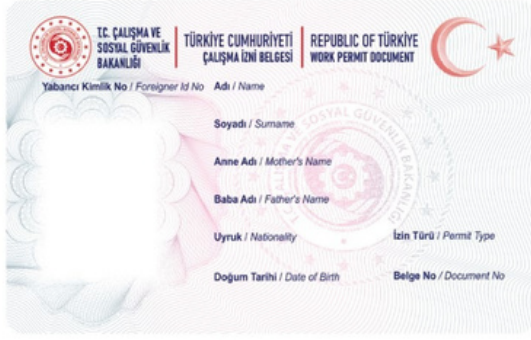 T.C. ÇALIŞMA VE
SOSYAL GÜVENLİK
BAKANLIĞI
TÜRKİYE CUMHURİYETİ
ÇALIŞMA İZNİ BELGESİ
REPUBLIC OF TÜRKİYE
WORK PERMIT DOCUMENT
Yabancı Kimlik No / Foreigner Id No
Adı / Name
Soyadı / Surname
Anne Adı / Mother's Name
Baba Adı / Father's Name
Uyruk / Nationality
İzin Türü / Permit Type
Doğum Tarihi / Date of Birth
Belge No / Document No